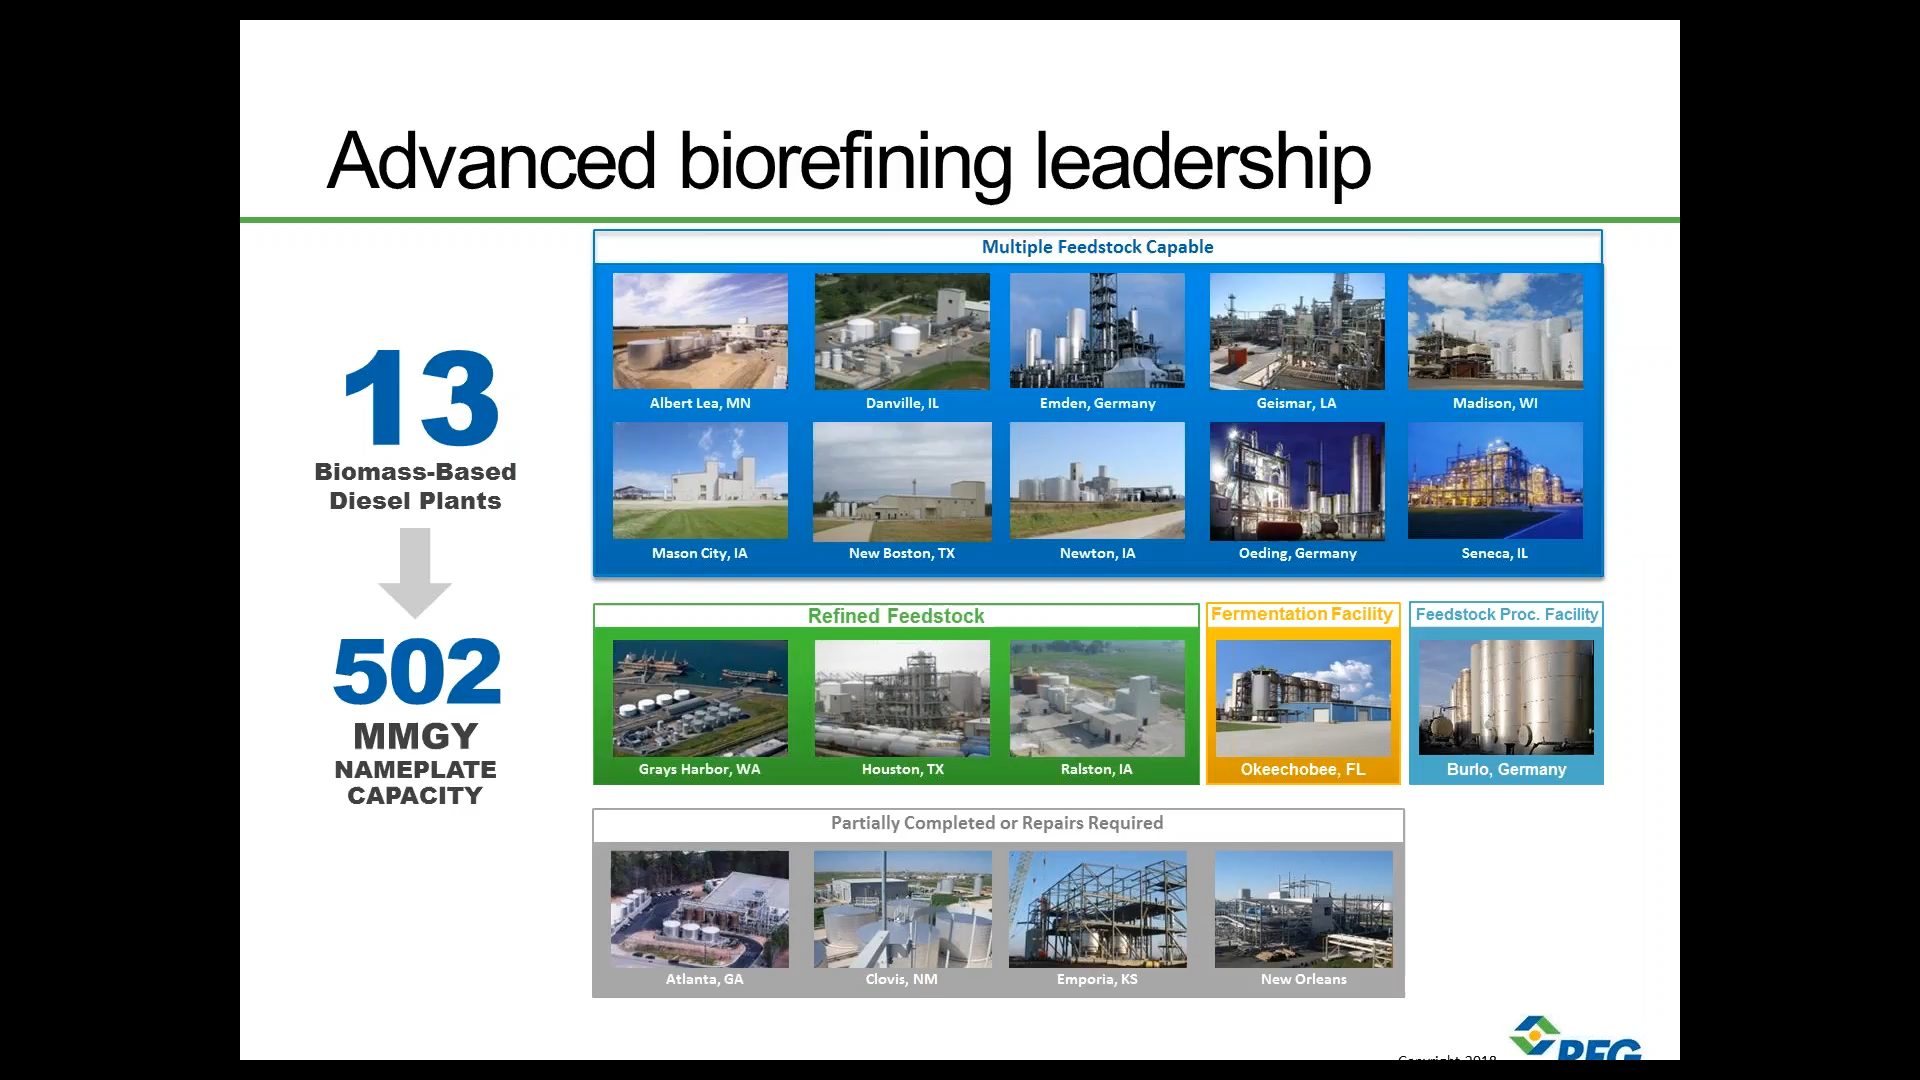 Advanced biorefining leadership
13
Biomass-Based
Diesel Plants
502
MMGY
NAMEPLATE
CAPACITY
Multiple Feedstock Capable
Albert Lea, MN
Danville, IL
Emden, Germany
Geismar, LA
Madison, WI
Mason City, IA
New Boston, TX
Newton, IA
Oeding, Germany
Seneca, IL
Refined Feedstock
Grays Harbor, WA
Houston, TX
Ralston, IA
Fermentation Facility
Okeechobee, FL
Feedstock Proc. Facility
Burlo, Germany
Partially Completed or Repairs Required
Atlanta, GA
Clovis, NM
Emporia, KS
New Orleans
Copyright 2018
REG